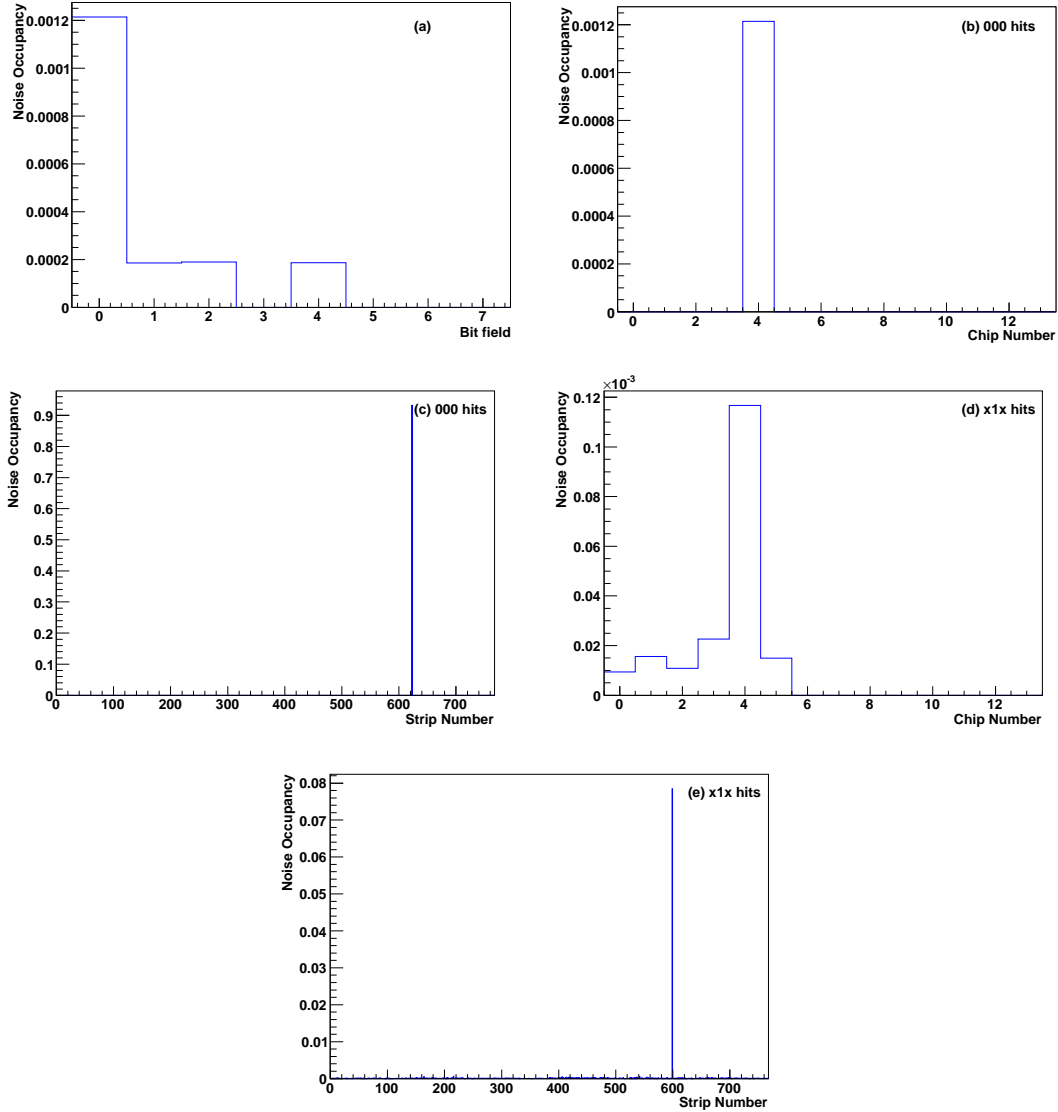 (a)
Noise Occupancy
0.0012
0.001
0.0008
0.0006
0.0004
0.0002
0
0 1 2 3 4 5 6 7
Bit field
(b) 000 hits
Noise Occupancy
0.0012
0.001
0.0008
0.0006
0.0004
0.0002
0
0 2 4 6 8 10 12
Chip Number
(c) 000 hits
Noise Occupancy
0.9
0.8
0.7
0.6
0.5
0.4
0.3
0.2
0.1
0
0 100 200 300 400 500 600 700
Strip Number
×10⁻³
(d) x1x hits
Noise Occupancy
0.12
0.1
0.08
0.06
0.04
0.02
0
0 2 4 6 8 10 12
Chip Number
(e) x1x hits
Noise Occupancy
0.08
0.07
0.06
0.05
0.04
0.03
0.02
0.01
0
0 100 200 300 400 500 600 700
Strip Number